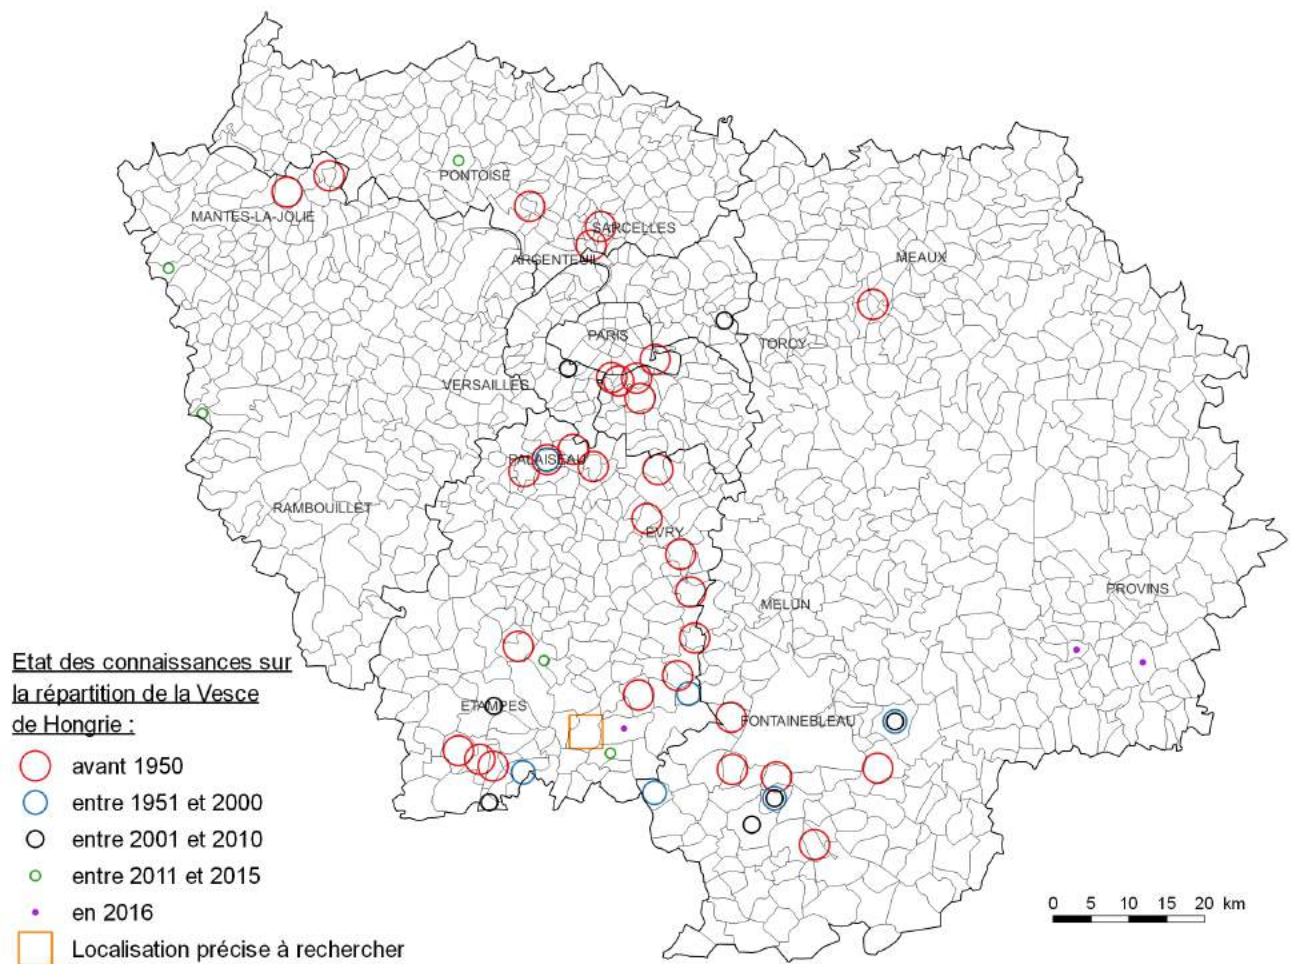 PONTOISE
MANTES-LA-JOLIE
SARCELLES
ARGENTEUIL
MEAUX
PARIS
TORCY
VERSAILLES
PALAISEAU
RAMBOUILLET
EVRY
PROVINS
MELUN
Etat des connaissances sur
la répartition de la Vesce
de Hongrie :
ETAMPES
FONTAINEBLEAU
avant 1950
entre 1951 et 2000
entre 2001 et 2010
entre 2011 et 2015
en 2016
Localisation précise à rechercher
0 5 10 15 20 km